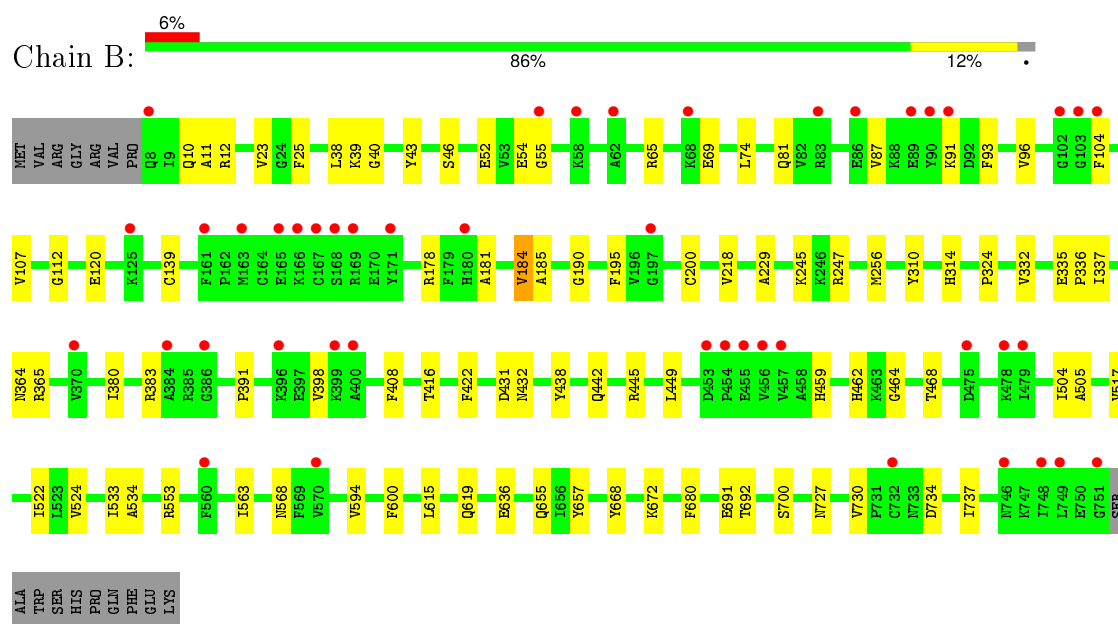 6%
Chain B:
86% 12% •
MET VAL ARG GLY ARG VAL PRO Q8 I9 Q10 A11 R12 V23 G24 F25 L38 K39 G40 Y43 S46 E52 V53 E54 G55 K58 A62 R65 K68 E69 L74 Q81 V82 R83 E86 V87 K88 E89 Y90 K91 D92 F93 V96 G102 G103 F104
V107 G112 E120 K125 C139 F161 P162 M163 C164 E165 K166 C167 S168 R169 E170 Y171 R178 F179 H180 A181 V184 A185 G190 F195 V196 G197 C200 V218 A229 K245 K246 R247 M256 Y310 H314 P324 V332 E335 P336 I337
N364 R365 V370 I380 R383 A384 R385 G386 P391 K396 E397 V398 K399 A400 F408 T416 F422 D431 N432 Y438 Q442 R445 L449 D453 P454 E455 V456 V457 A458 H459 H462 K463 G464 T468 D475 K478 I479 I504 A505 V517
I522 L523 V524 I533 A534 R553 F560 I563 N568 F569 V570 V594 F600 L615 Q619 E636 Q655 I656 Y657 Y668 K672 F680 E691 T692 S700 N727 V730 P731 C732 N733 D734 I737 N746 K747 I748 L749 E750 G751 SER
ALA TRP SER HIS PRO GLN PHE GLU LYS